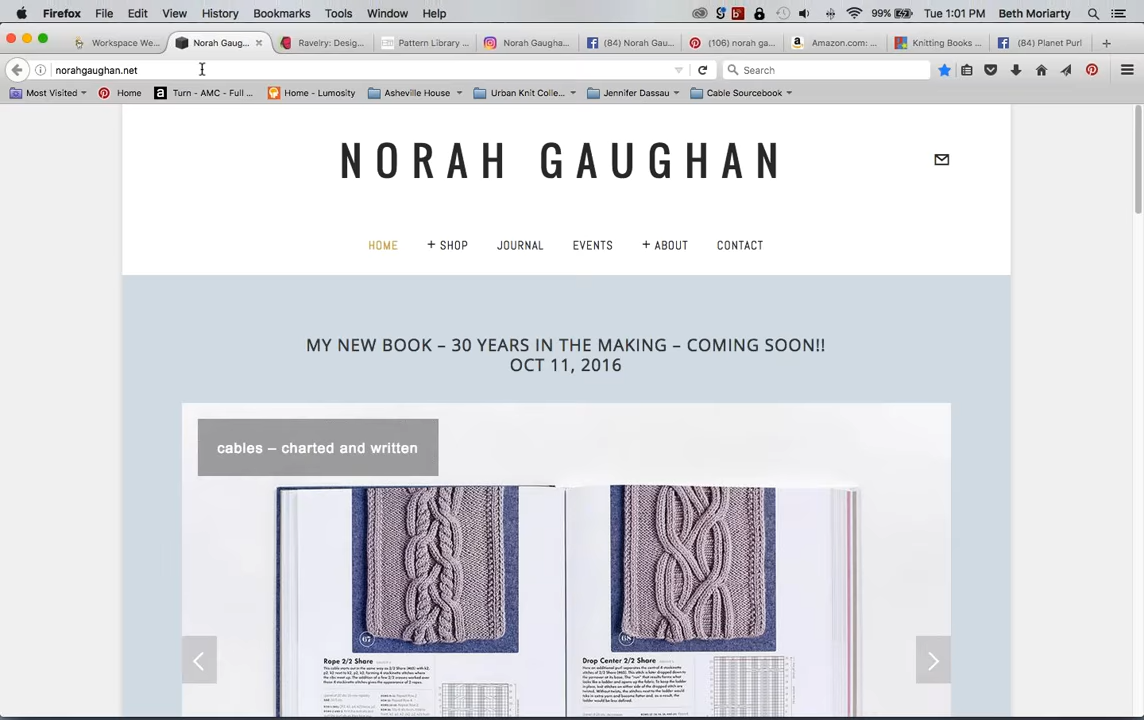 Firefox File Edit View History Bookmarks Tools Window Help 99% Tue 1:01 PM Beth Moriarty
Workspace We... Norah Gaug... Ravelry: Desig... Pattern Library ... Norah Gaugha... (84) Norah Gau... (106) norah ga... Amazon.com: ... Knitting Books ... (84) Planet Purl
norahgaughan.net Search
Most Visited Home Turn - AMC - Full ... Home - Lumosity Asheville House Urban Knit Colle... Jennifer Dassau Cable Sourcebook
NORAH GAUGHAN
HOME + SHOP JOURNAL EVENTS + ABOUT CONTACT
MY NEW BOOK – 30 YEARS IN THE MAKING – COMING SOON!!
OCT 11, 2016
cables – charted and written
67 68
Rope 2/2 Share Drop Center 2/2 Share